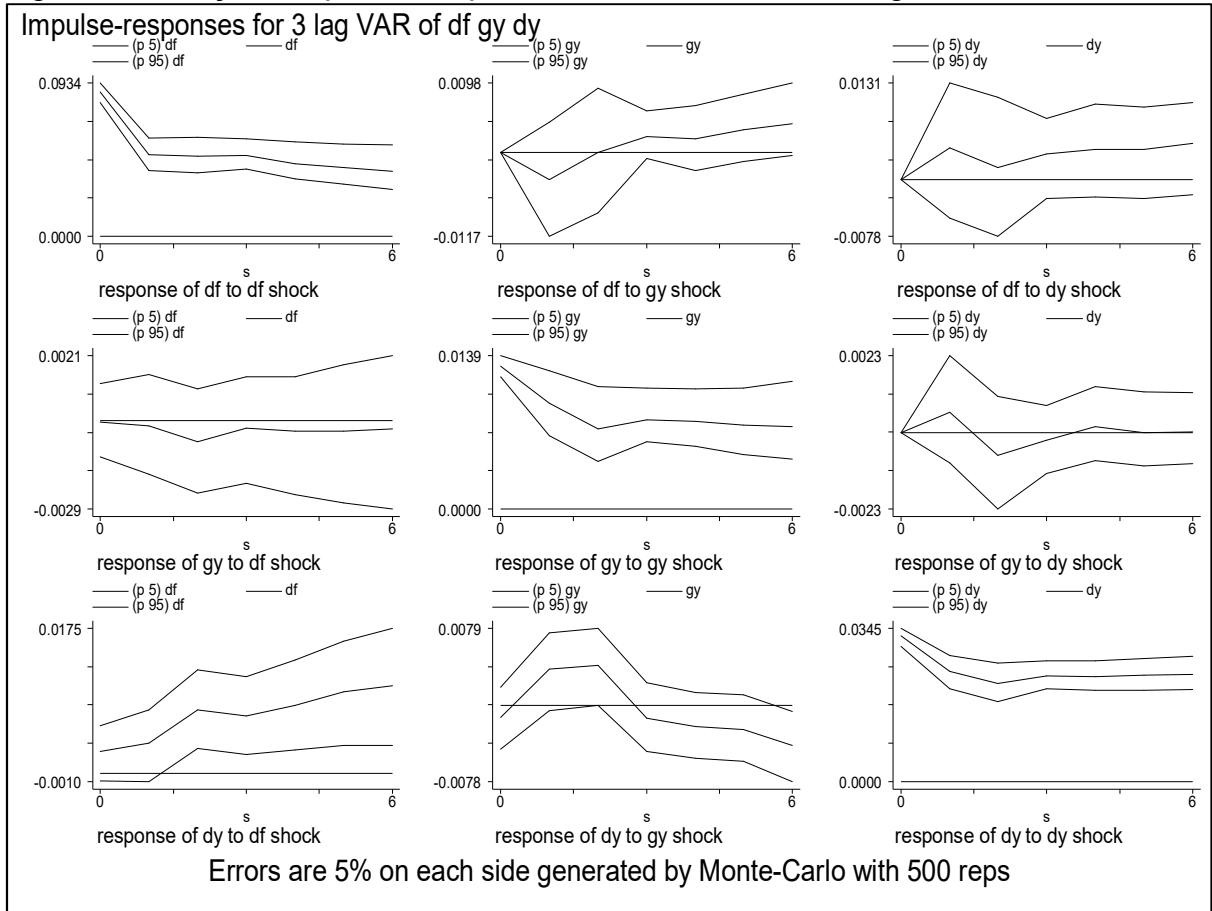 Impulse-responses for 3 lag VAR of df gy dy
(p 5) df df
(p 95) df
0.0934
0.0000
0 6
s
response of df to df shock
(p 5) gy gy
(p 95) gy
0.0098
-0.0117
0 6
s
response of df to gy shock
(p 5) dy dy
(p 95) dy
0.0131
-0.0078
0 6
s
response of df to dy shock
(p 5) df df
(p 95) df
0.0021
-0.0029
0 6
s
response of gy to df shock
(p 5) gy gy
(p 95) gy
0.0139
0.0000
0 6
s
response of gy to gy shock
(p 5) dy dy
(p 95) dy
0.0023
-0.0023
0 6
s
response of gy to dy shock
(p 5) df df
(p 95) df
0.0175
-0.0010
0 6
s
response of dy to df shock
(p 5) gy gy
(p 95) gy
0.0079
-0.0078
0 6
s
response of dy to gy shock
(p 5) dy dy
(p 95) dy
0.0345
0.0000
0 6
s
response of dy to dy shock
Errors are 5% on each side generated by Monte-Carlo with 500 reps